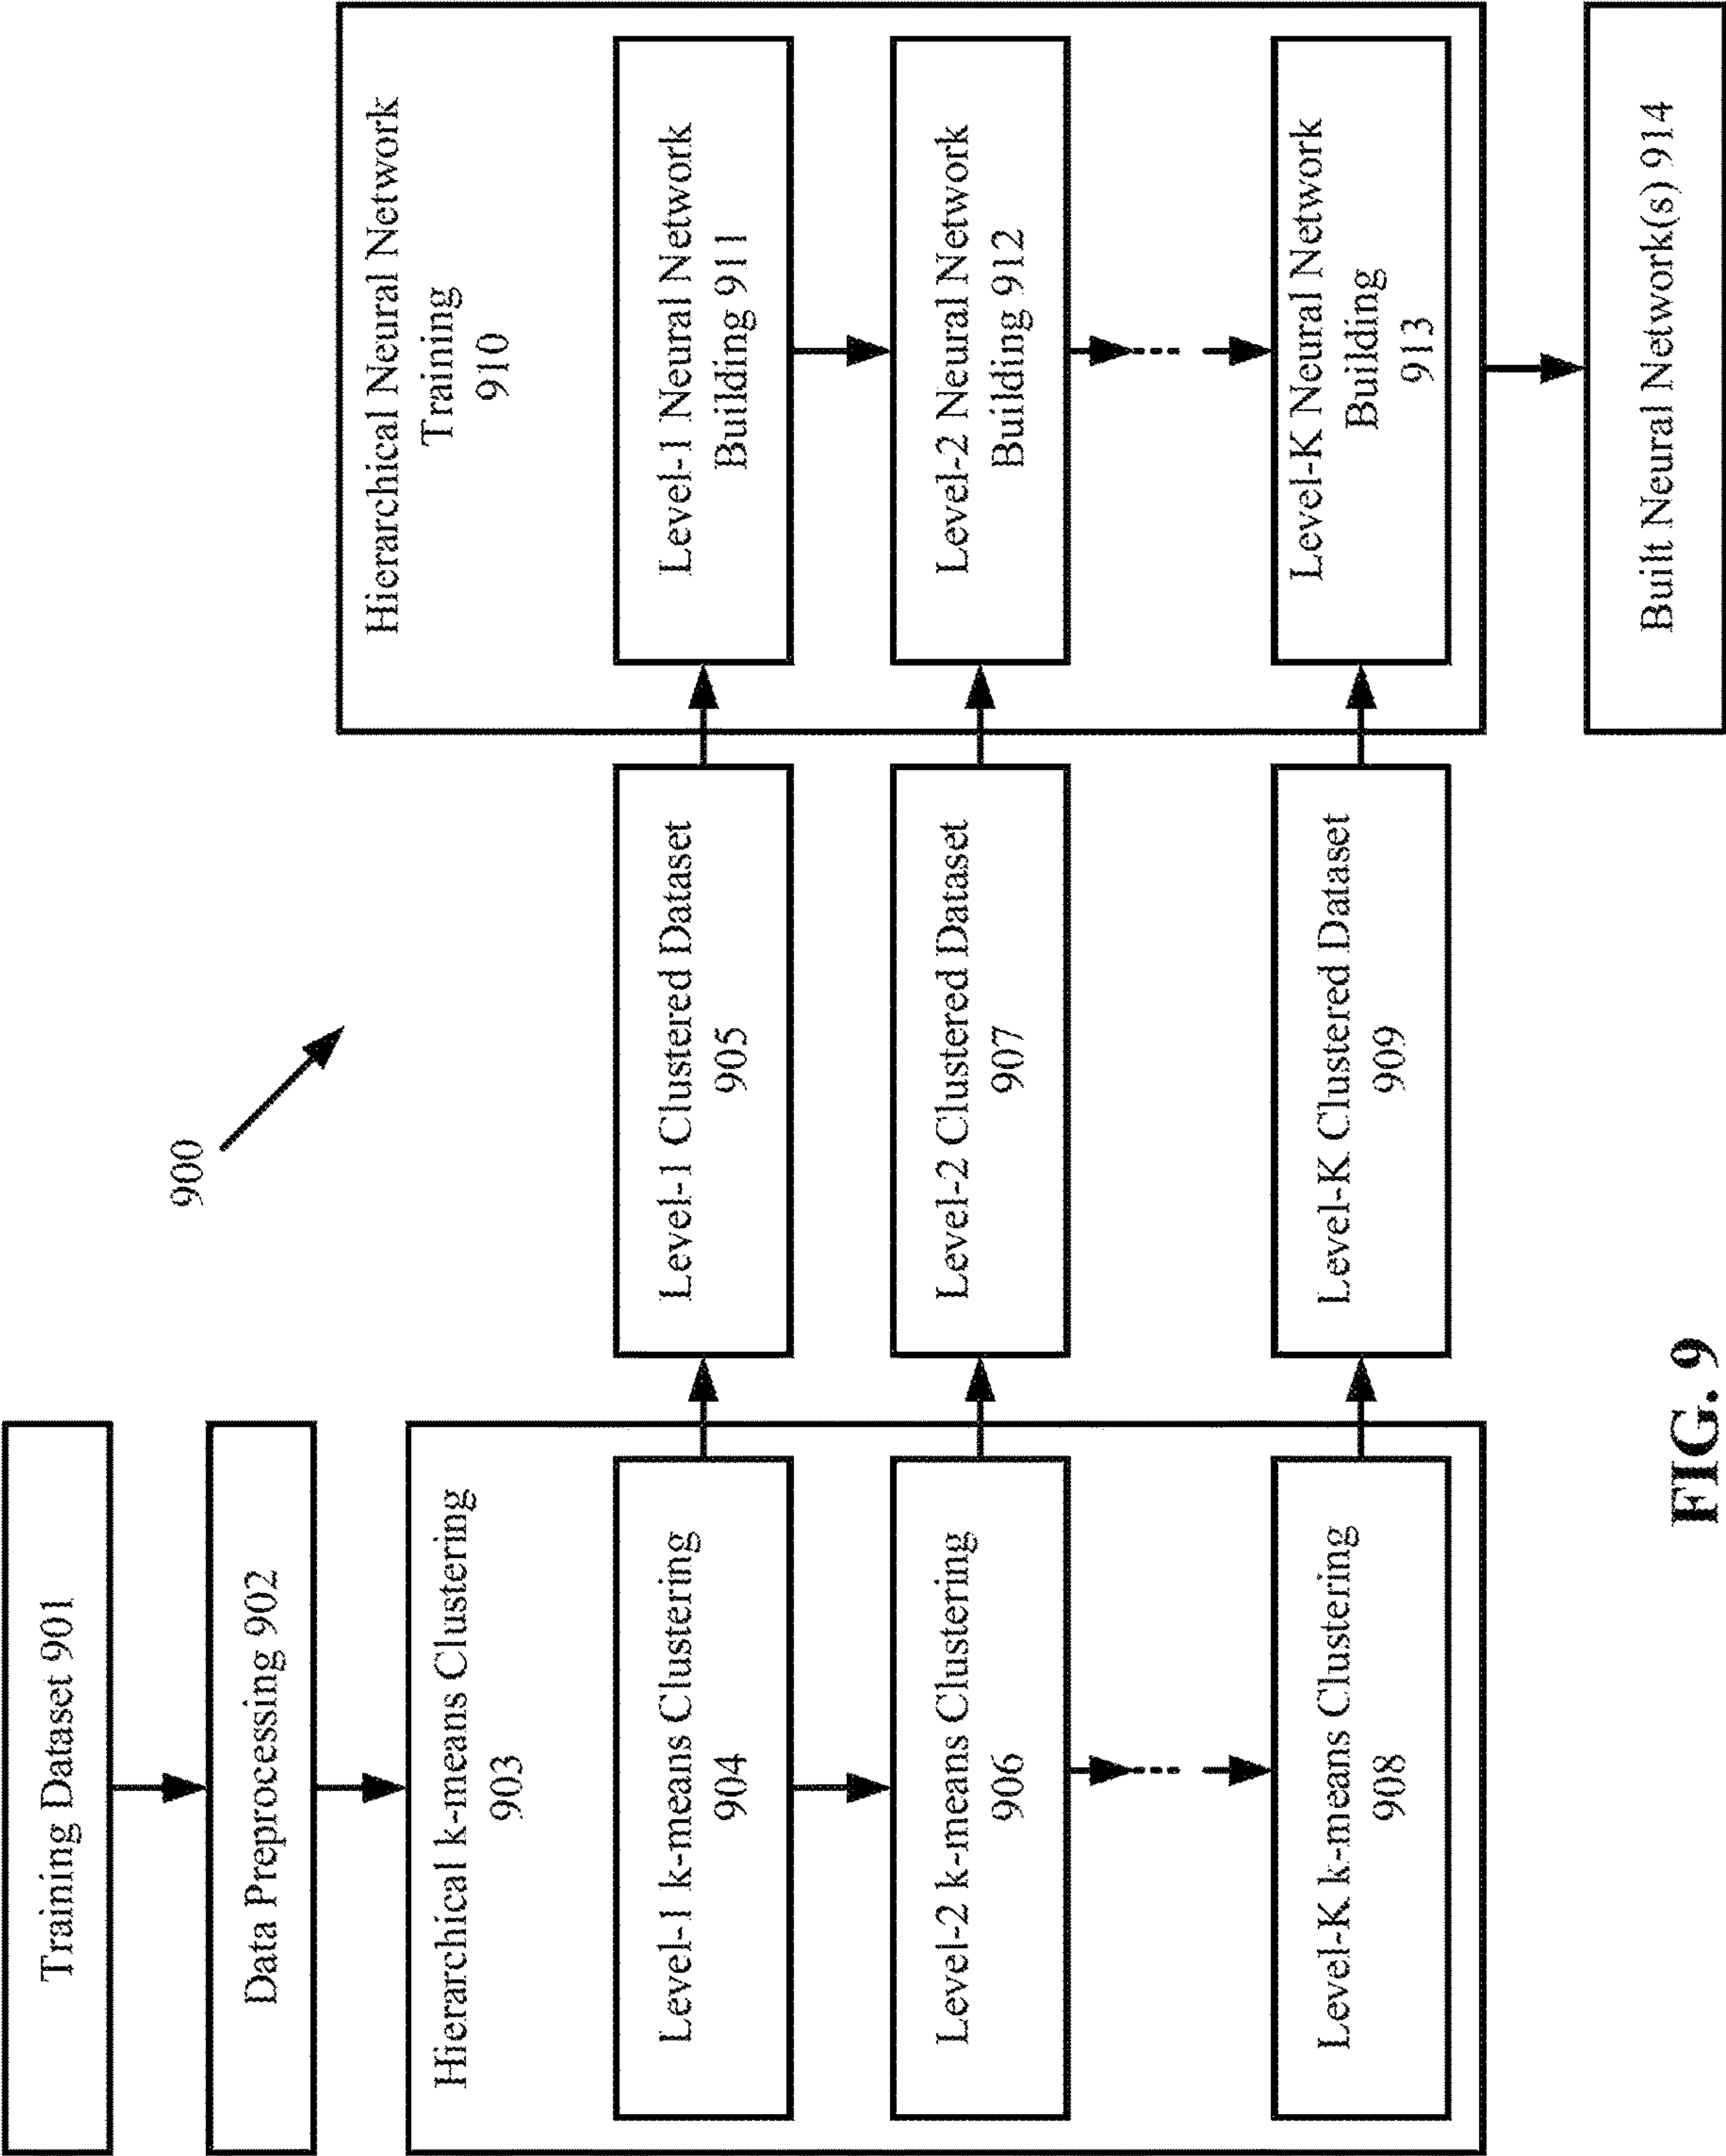 Training Dataset 901
Data Preprocessing 902
Hierarchical k-means Clustering
903
Level-1 k-means Clustering
904
Level-2 k-means Clustering
906
Level-K k-means Clustering
908
900
Level-1 Clustered Dataset
905
Level-2 Clustered Dataset
907
Level-K Clustered Dataset
909
Hierarchical Neural Network
Training
910
Level-1 Neural Network
Building 911
Level-2 Neural Network
Building 912
Level-K Neural Network
Building
913
Built Neural Network(s) 914
FIG. 9